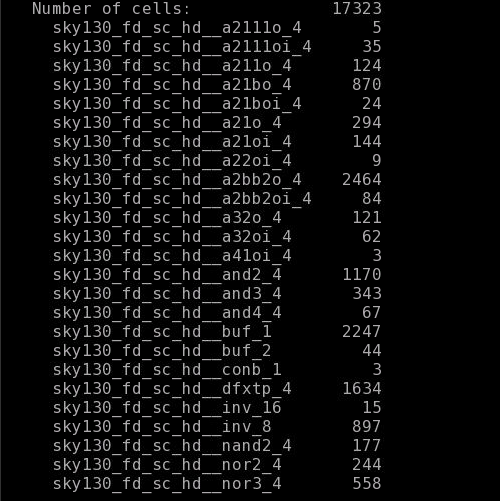 Number of cells: 17323
sky130_fd_sc_hd__a2111o_4 5
sky130_fd_sc_hd__a2111oi_4 35
sky130_fd_sc_hd__a211o_4 124
sky130_fd_sc_hd__a21bo_4 870
sky130_fd_sc_hd__a21boi_4 24
sky130_fd_sc_hd__a21o_4 294
sky130_fd_sc_hd__a21oi_4 144
sky130_fd_sc_hd__a22oi_4 9
sky130_fd_sc_hd__a2bb2o_4 2464
sky130_fd_sc_hd__a2bb2oi_4 84
sky130_fd_sc_hd__a32o_4 121
sky130_fd_sc_hd__a32oi_4 62
sky130_fd_sc_hd__a41oi_4 3
sky130_fd_sc_hd__and2_4 1170
sky130_fd_sc_hd__and3_4 343
sky130_fd_sc_hd__and4_4 67
sky130_fd_sc_hd__buf_1 2247
sky130_fd_sc_hd__buf_2 44
sky130_fd_sc_hd__conb_1 3
sky130_fd_sc_hd__dfxtp_4 1634
sky130_fd_sc_hd__inv_16 15
sky130_fd_sc_hd__inv_8 897
sky130_fd_sc_hd__nand2_4 177
sky130_fd_sc_hd__nor2_4 244
sky130_fd_sc_hd__nor3_4 558